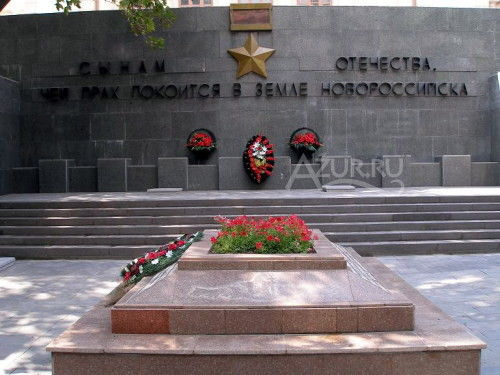 СЫНАМ ОТЕЧЕСТВА,
ЧЕЙ ПРАХ ПОКОИТСЯ В ЗЕМЛЕ НОВОРОССИЙСКА
AZUR.RU